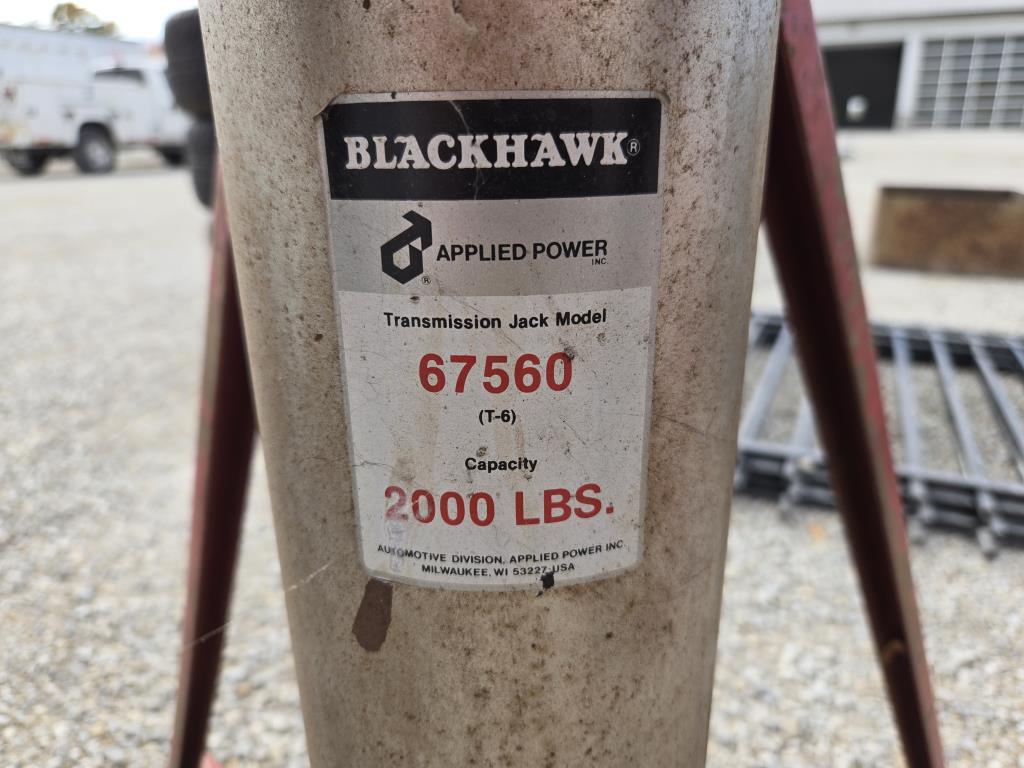 BLACKHAWK®
APPLIED POWER
INC.
®
Transmission Jack Model
67560
(T-6)
Capacity
2000 LBS.
AUTOMOTIVE DIVISION, APPLIED POWER INC.
MILWAUKEE, WI 53227 USA